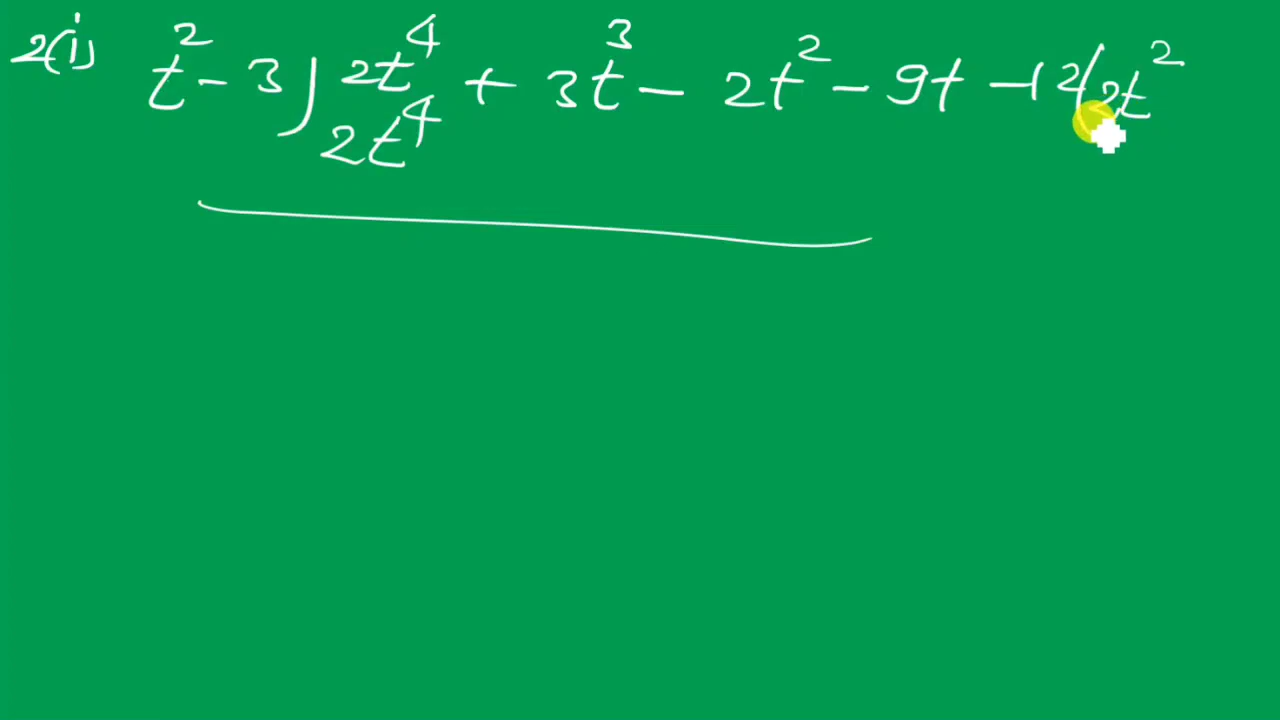 2(i) t² - 3 ) 2t⁴ + 3t³ - 2t² - 9t - 12 ( 2t²
2t⁴